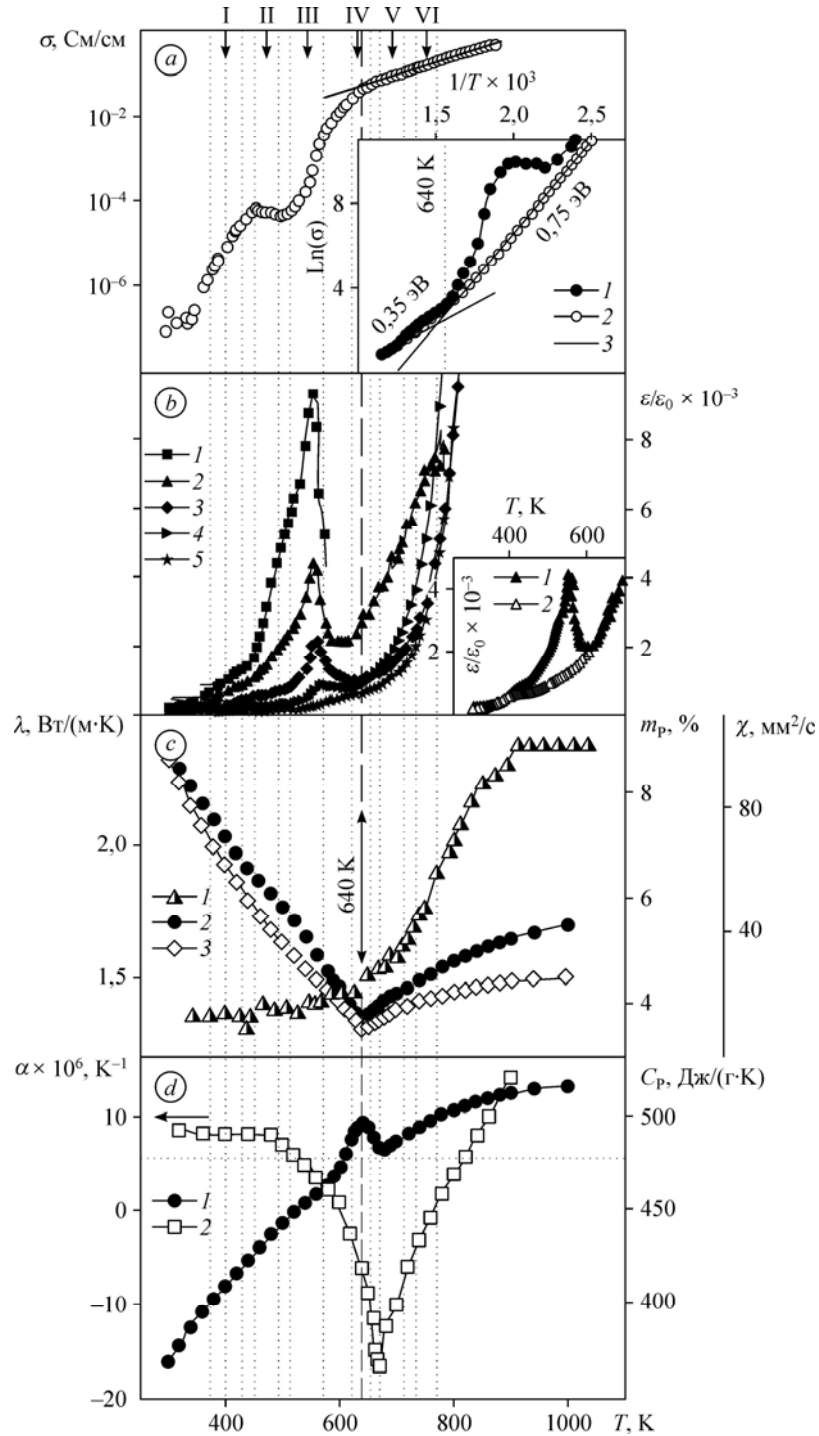 I II III IV V VI
σ, См/см
a
1/T × 10³
1,5 2,0 2,5
10⁻²
10⁻⁴
10⁻⁶
640 K
Ln(σ)
8
4
0,75 эВ
0,35 эВ
1
2
3
b
ε/ε₀ × 10⁻³
1
2
3
4
5
8
6
4
2
T, K
400 600
ε/ε₀ × 10⁻³
4
2
1
2
λ, Вт/(м·К)
c
mₚ, %
χ, мм²/с
2,0
1,5
640 K
1
2
3
8
6
4
80
40
α × 10⁶, K⁻¹
d
Cₚ, Дж/(г·К)
10
0
−10
−20
1
2
500
450
400
400 600 800 1000 T, K